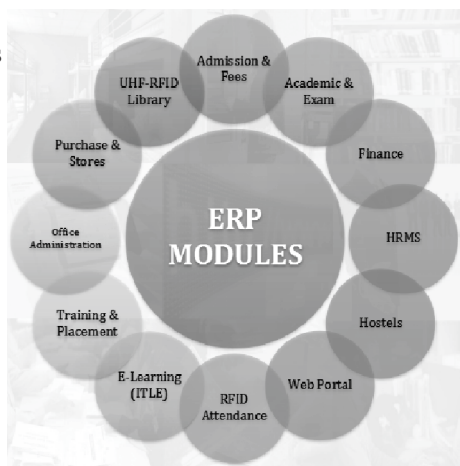 Admission &
Fees
Academic &
Exam
Finance
HRMS
Hostels
Web Portal
RFID
Attendance
E-Learning
(ITLE)
Training &
Placement
Office
Administration
Purchase &
Stores
UHF-RFID
Library
ERP
MODULES